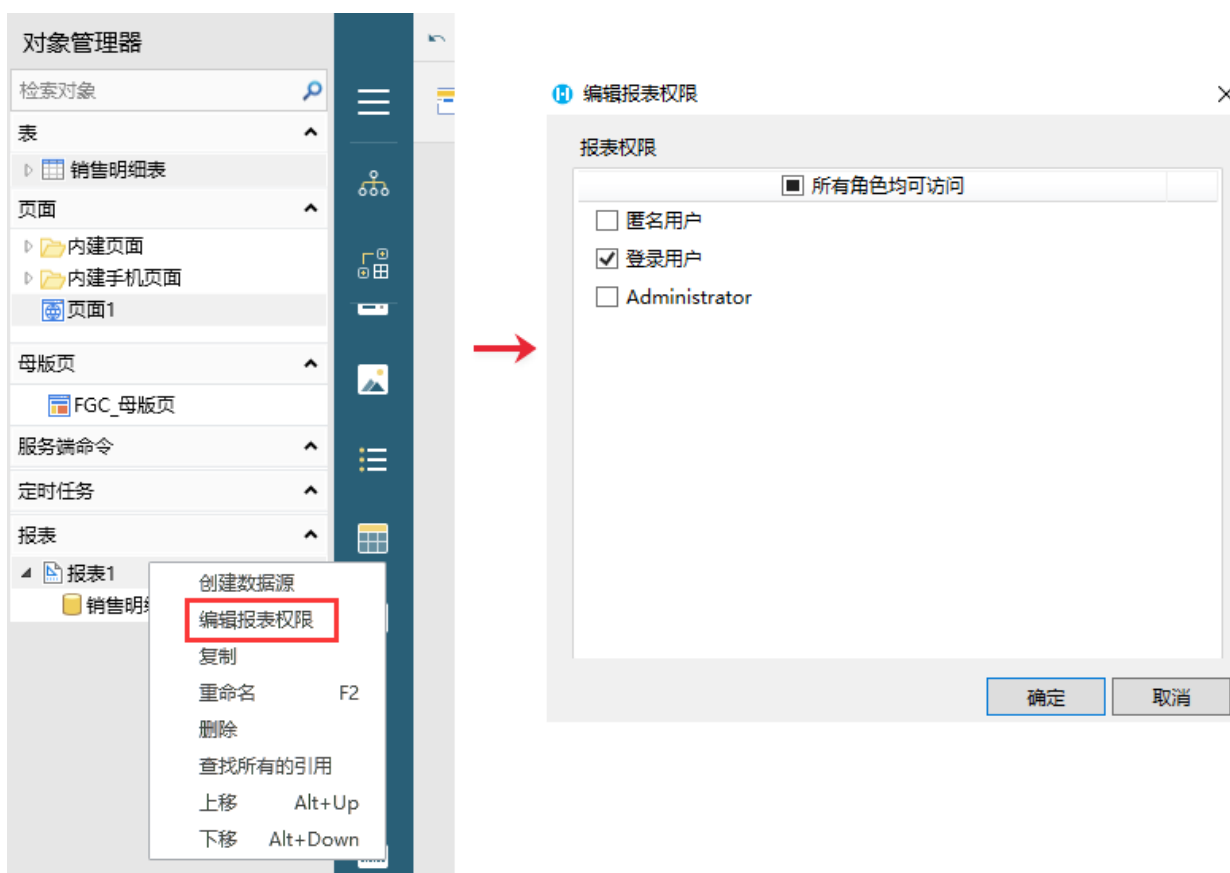 对象管理器
检索对象
表
销售明细表
页面
内建页面
内建手机页面
页面1
母版页
FGC_母版页
服务端命令
定时任务
报表
报表1
销售明
创建数据源
编辑报表权限
复制
重命名 F2
删除
查找所有的引用
上移 Alt+Up
下移 Alt+Down
编辑报表权限
报表权限
所有角色均可访问
匿名用户
登录用户
Administrator
确定 取消